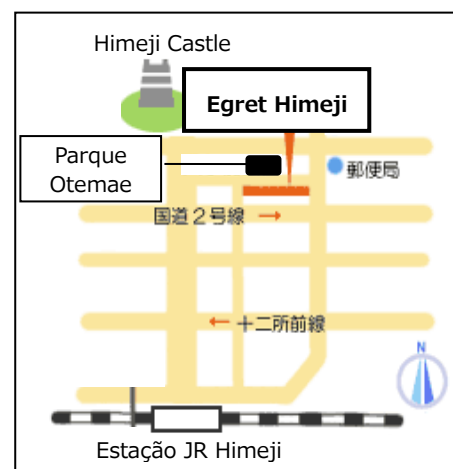 Himeji Castle
Egret Himeji
Parque
Otemae
郵便局
国道２号線 →
← 十二所前線
N
Estação JR Himeji